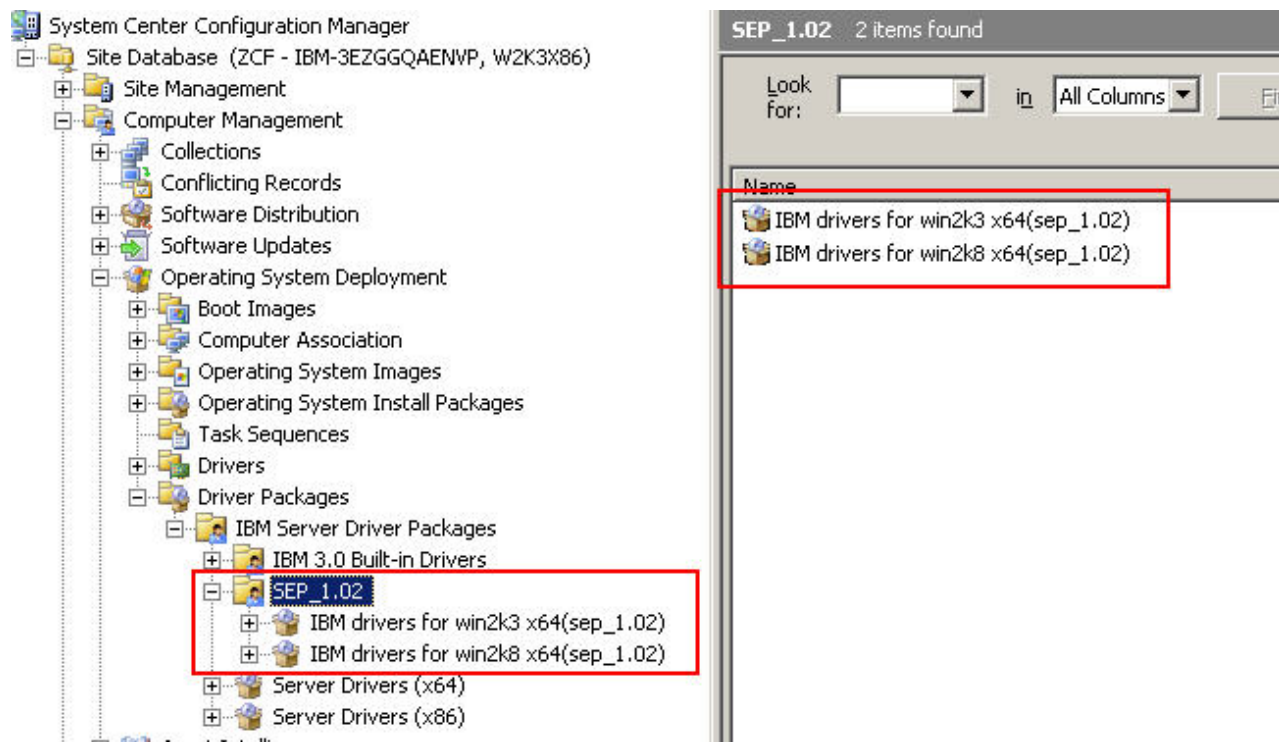 System Center Configuration Manager
Site Database (ZCF - IBM-3EZGGQAENVP, W2K3X86)
Site Management
Computer Management
Collections
Conflicting Records
Software Distribution
Software Updates
Operating System Deployment
Boot Images
Computer Association
Operating System Images
Operating System Install Packages
Task Sequences
Drivers
Driver Packages
IBM Server Driver Packages
IBM 3.0 Built-in Drivers
SEP_1.02
IBM drivers for win2k3 x64(sep_1.02)
IBM drivers for win2k8 x64(sep_1.02)
Server Drivers (x64)
Server Drivers (x86)
SEP_1.02 2 items found
Look for: in All Columns
Name
IBM drivers for win2k3 x64(sep_1.02)
IBM drivers for win2k8 x64(sep_1.02)